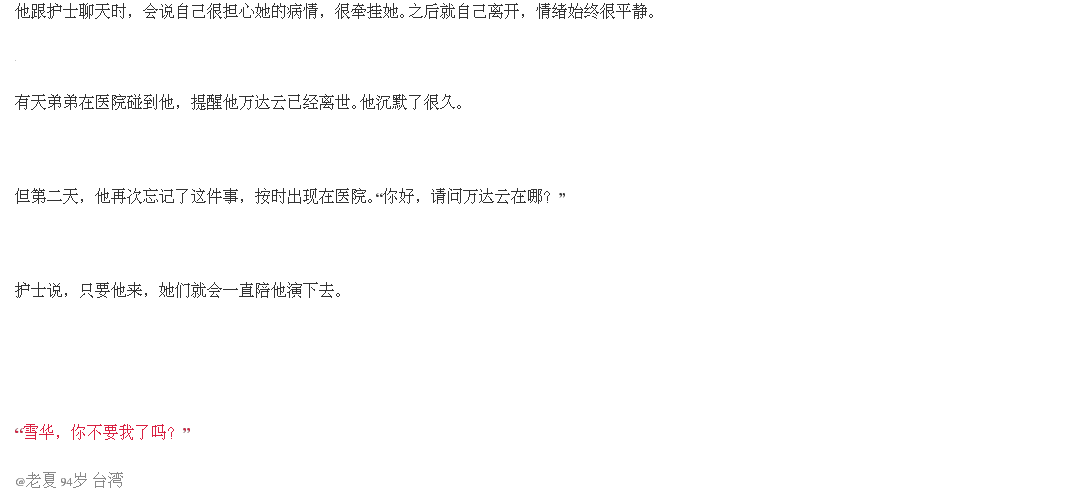 他跟护士聊天时，会说自己很担心她的病情，很牵挂她。之后就自己离开，情绪始终很平静。
有天弟弟在医院碰到他，提醒他万达云已经离世。他沉默了很久。
但第二天，他再次忘记了这件事，按时出现在医院。“你好，请问万达云在哪？”
护士说，只要他来，她们就会一直陪他演下去。
“雪华，你不要我了吗？”
@老夏 94岁 台湾